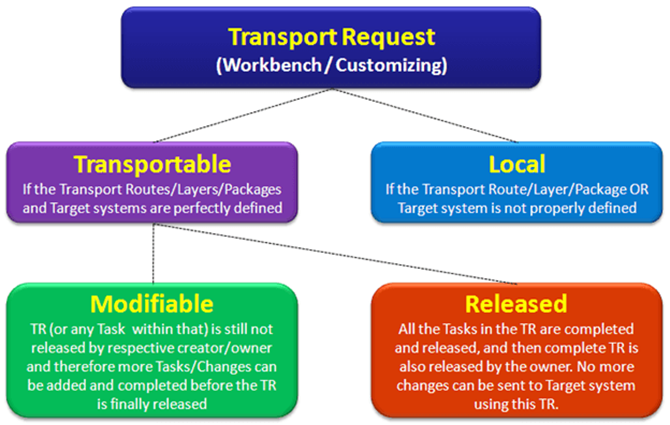 Transport Request
(Workbench / Customizing)
Transportable
If the Transport Routes/Layers/Packages
and Target systems are perfectly defined
Local
If the Transport Route/Layer/Package OR
Target system is not properly defined
Modifiable
TR (or any Task within that) is still not
released by respective creator/owner
and therefore more Tasks/Changes can
be added and completed before the TR
is finally released
Released
All the Tasks in the TR are completed
and released, and then complete TR is
also released by the owner. No more
changes can be sent to Target system
using this TR.